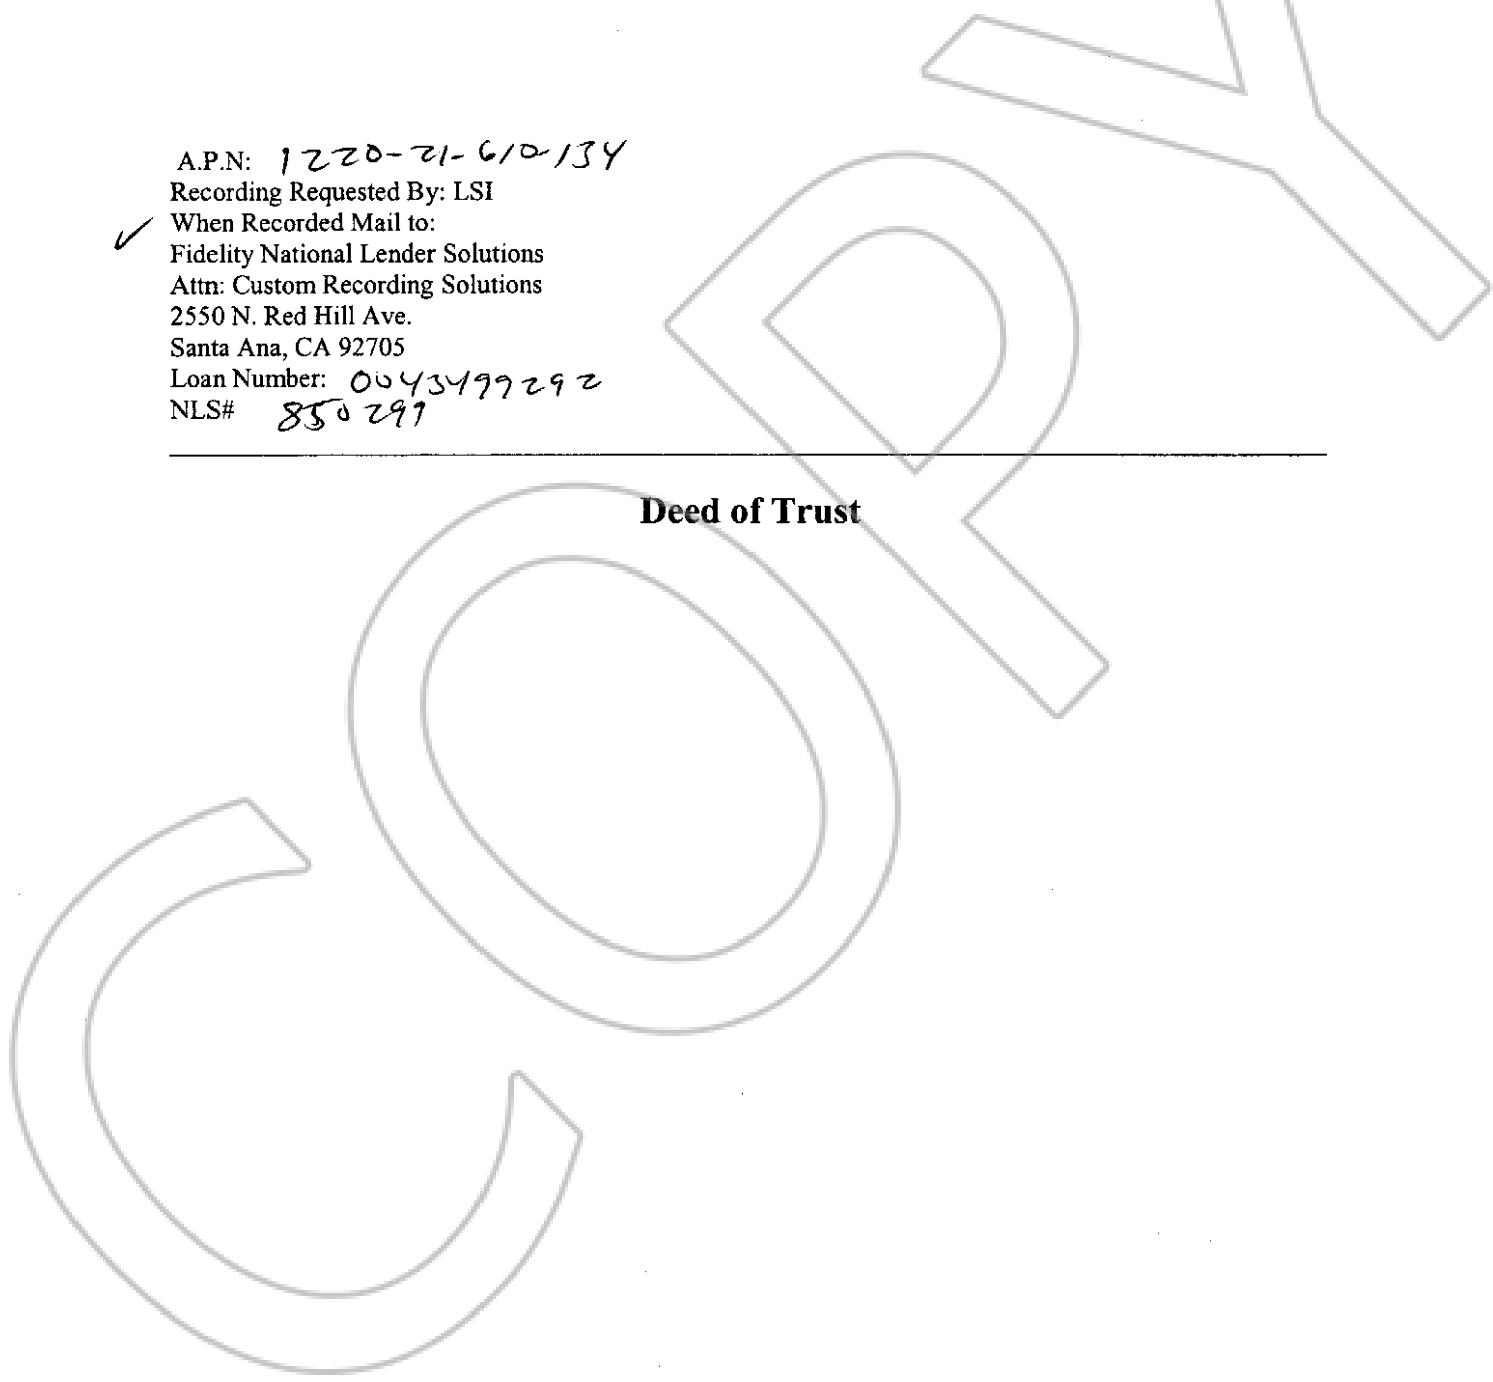 A.P.N: 1220-21-610-134
Recording Requested By: LSI
✓ When Recorded Mail to:
Fidelity National Lender Solutions
Attn: Custom Recording Solutions
2550 N. Red Hill Ave.
Santa Ana, CA 92705
Loan Number: 0043499292
NLS# 850297
Deed of Trust
COPY